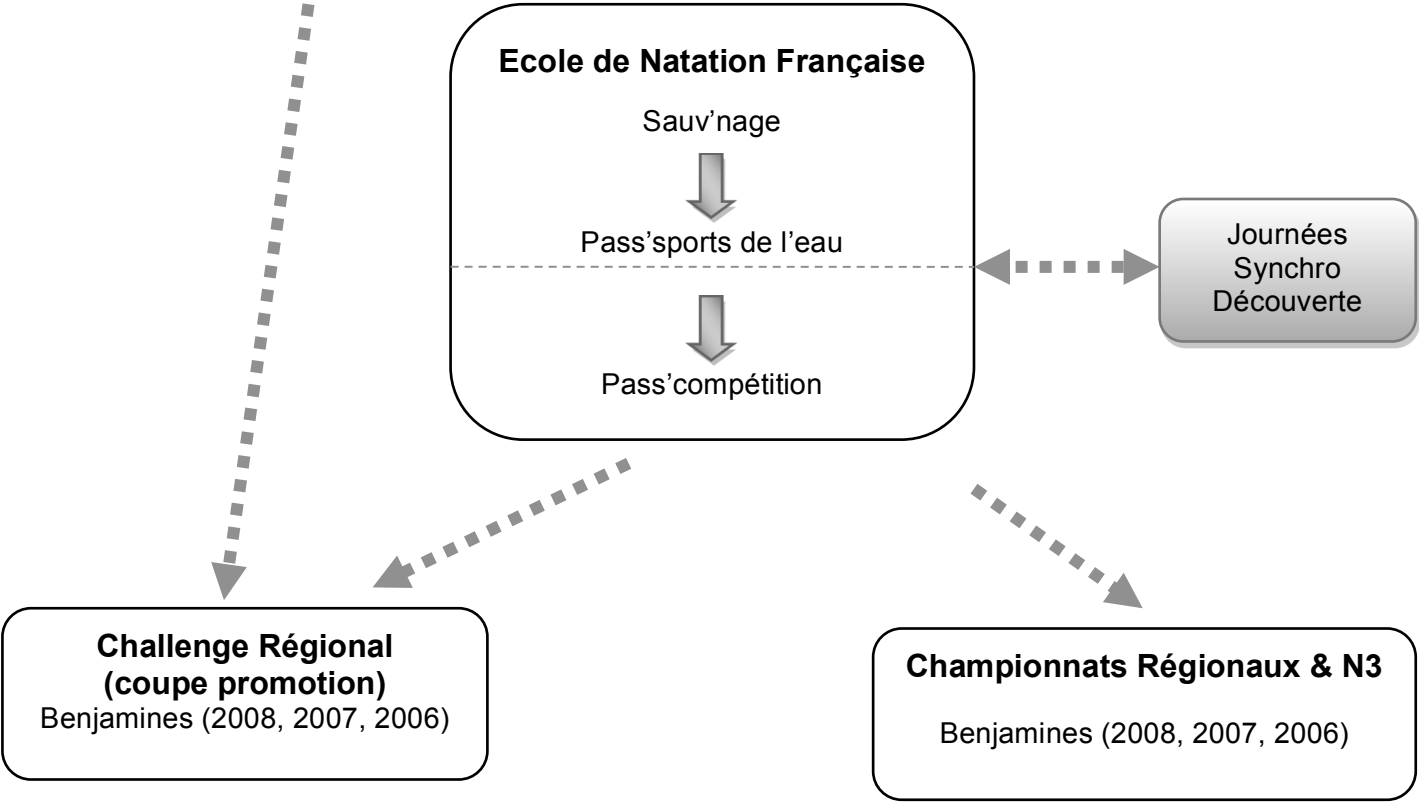 Ecole de Natation Française
Sauv’nage
Pass’sports de l’eau
Pass’compétition
Journées
Synchro
Découverte
Challenge Régional
(coupe promotion)
Benjamines (2008, 2007, 2006)
Championnats Régionaux & N3
Benjamines (2008, 2007, 2006)